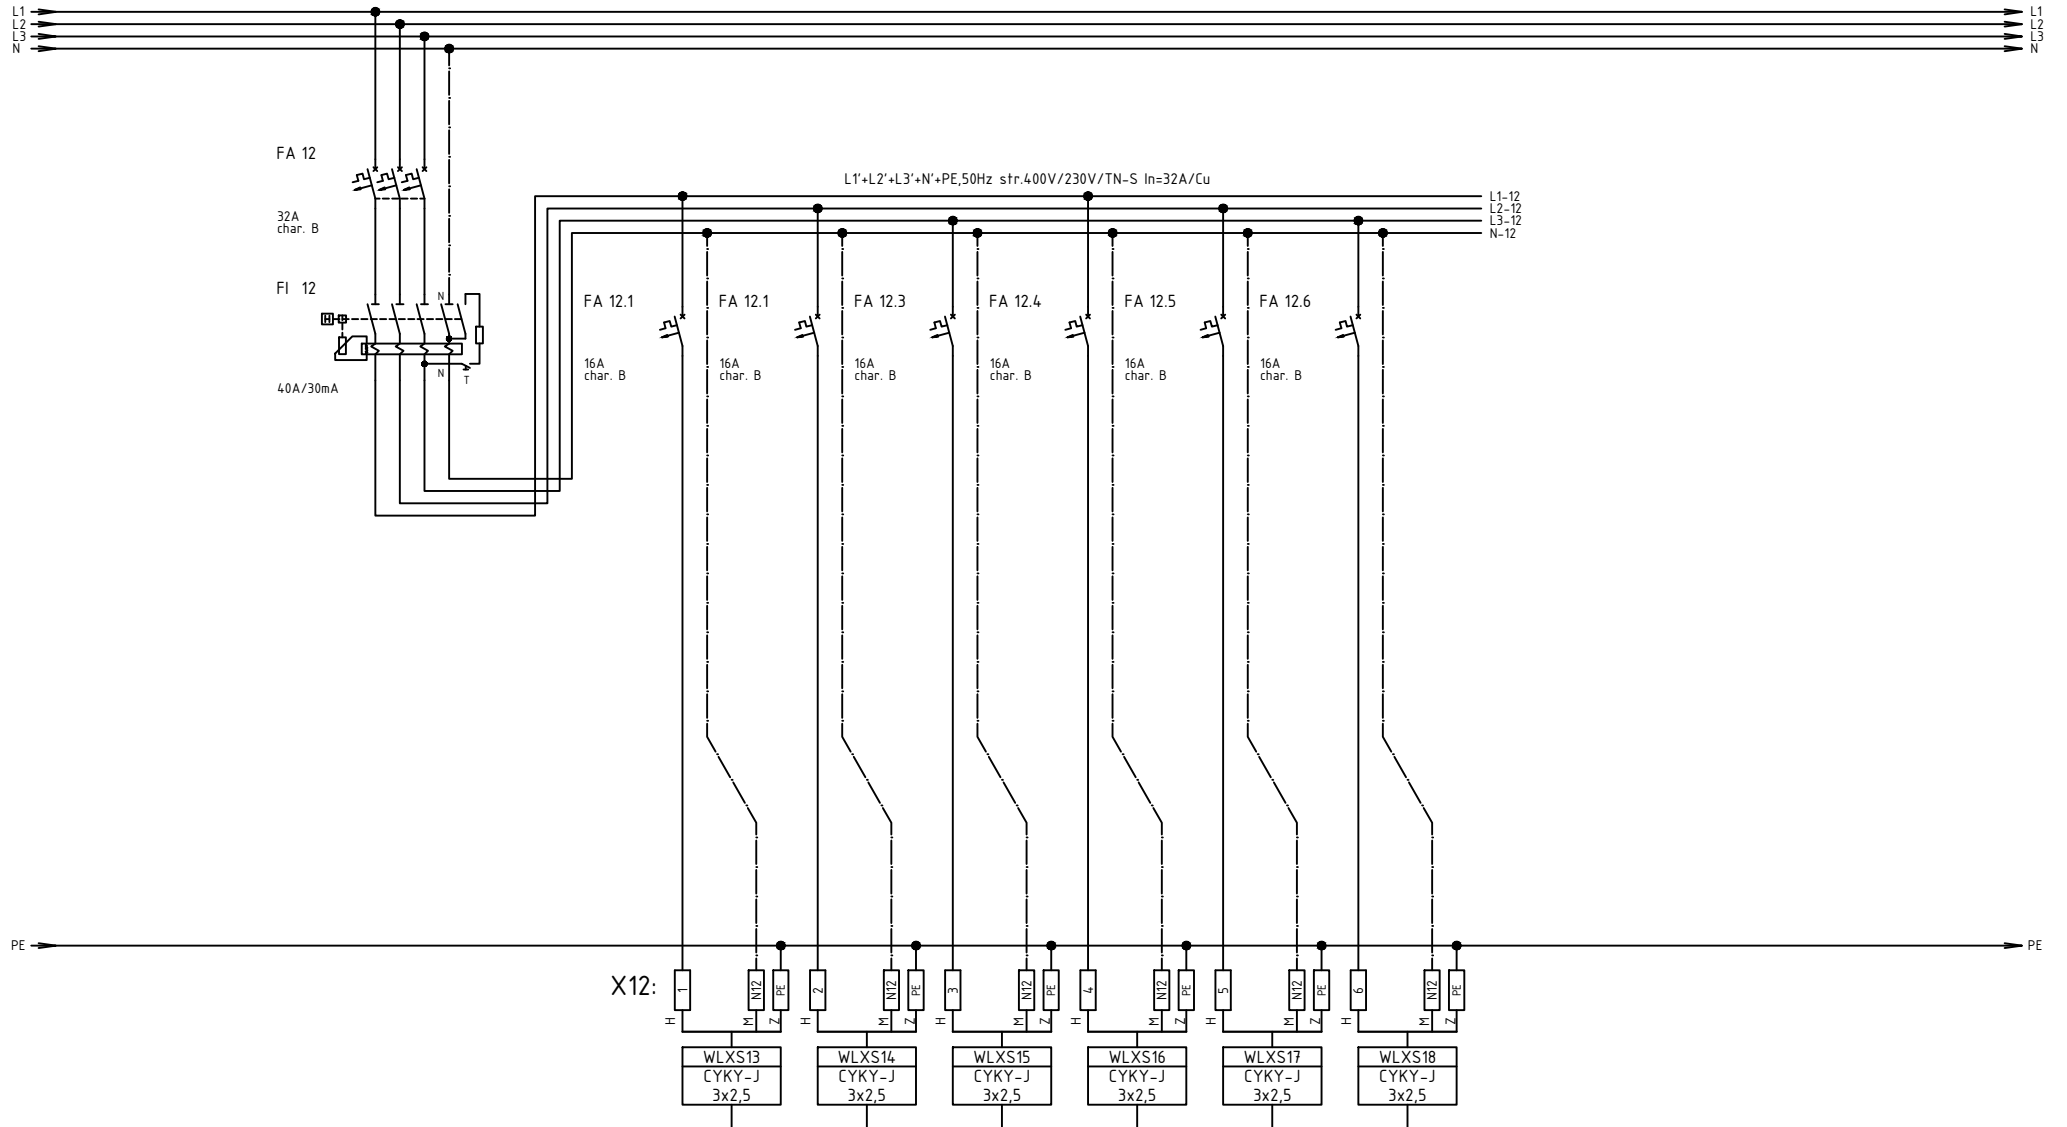 L1
L2
L3
N
L1
L2
L3
N
FA 12
32A
char. B
FI 12
40A/30mA
N
N
T
L1'+L2'+L3'+N'+PE,50Hz str.400V/230V/TN-S In=32A/Cu
L1-12
L2-12
L3-12
N-12
FA 12.1
16A
char. B
FA 12.1
16A
char. B
FA 12.3
16A
char. B
FA 12.4
16A
char. B
FA 12.5
16A
char. B
FA 12.6
16A
char. B
PE
PE
X12:
1
N12
PE
2
N12
PE
3
N12
PE
4
N12
PE
5
N12
PE
6
N12
PE
H
M
Z
H
M
Z
H
M
Z
H
M
Z
H
M
Z
H
M
Z
WLXS13
CYKY-J
3x2,5
WLXS14
CYKY-J
3x2,5
WLXS15
CYKY-J
3x2,5
WLXS16
CYKY-J
3x2,5
WLXS17
CYKY-J
3x2,5
WLXS18
CYKY-J
3x2,5